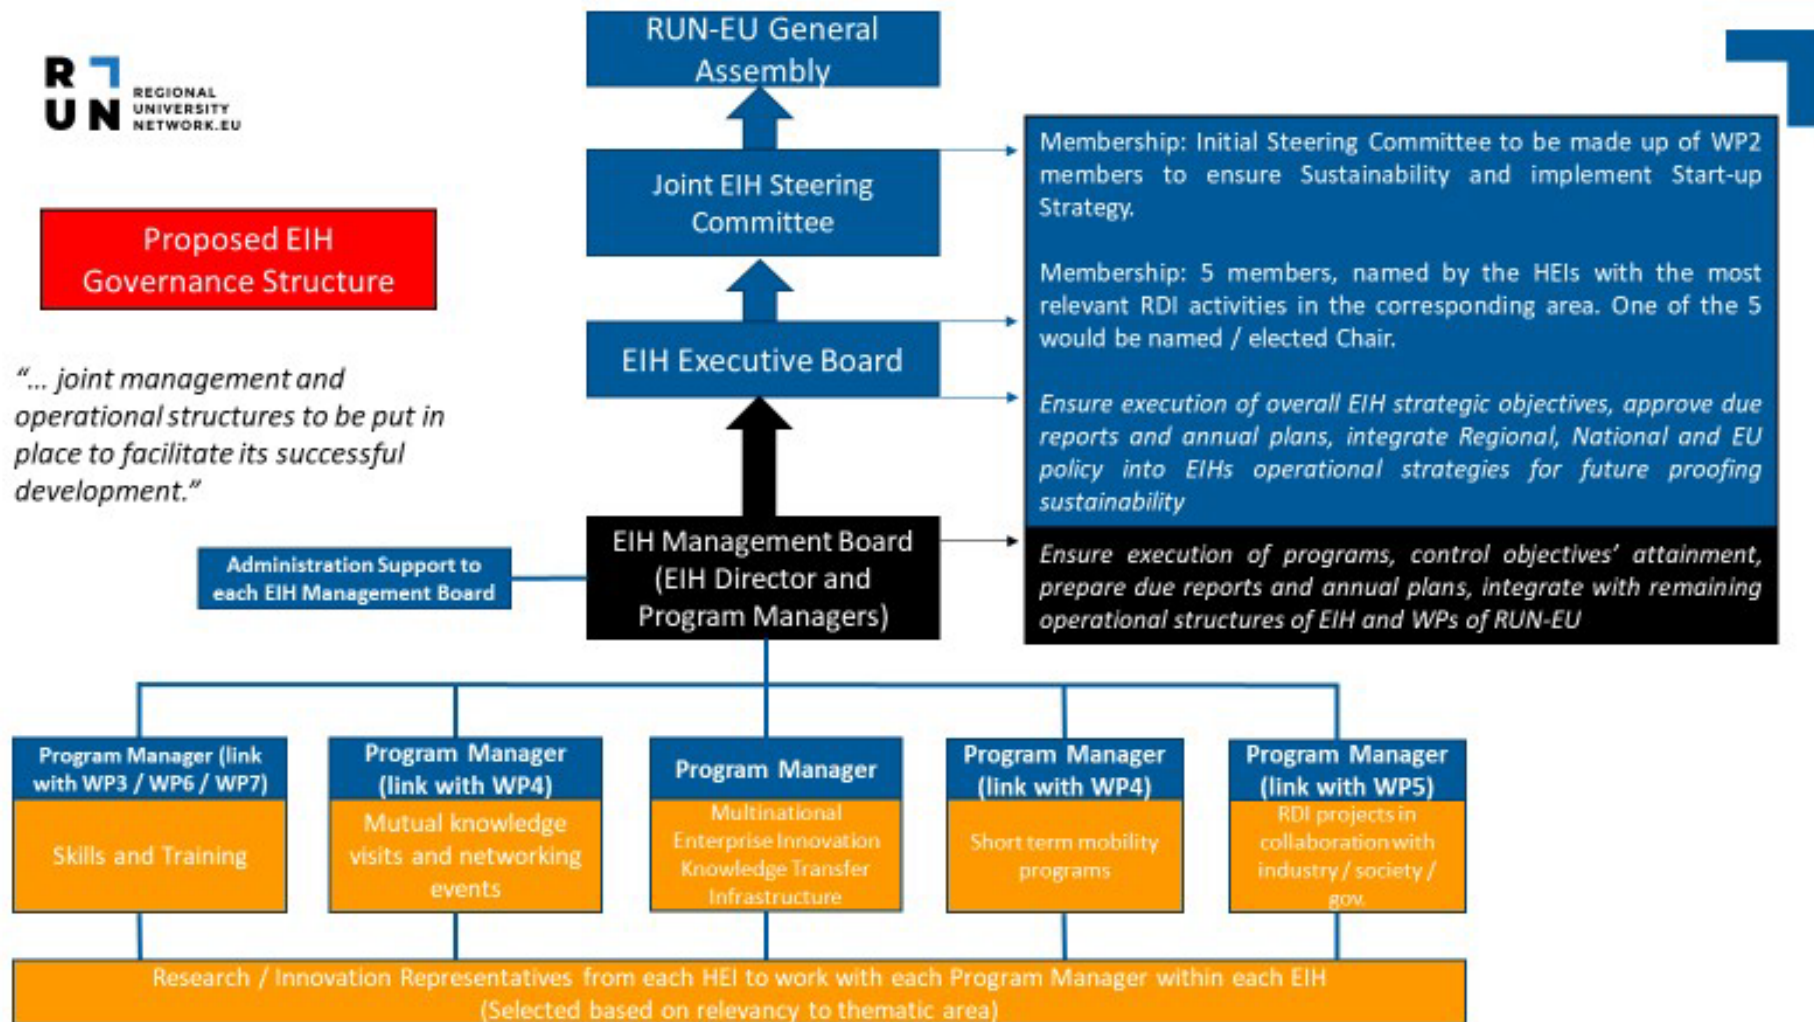 RUN-EU General
Assembly
R
UN
REGIONAL
UNIVERSITY
NETWORK.EU
Joint EIH Steering
Committee
Membership: Initial Steering Committee to be made up of WP2
members to ensure Sustainability and implement Start-up
Strategy.
Proposed EIH
Governance Structure
Membership: 5 members, named by the HEIs with the most
relevant RDI activities in the corresponding area. One of the 5
would be named / elected Chair.
EIH Executive Board
"... joint management and
operational structures to be put in
place to facilitate its successful
development."
Ensure execution of overall EIH strategic objectives, approve due
reports and annual plans, integrate Regional, National and EU
policy into EIHs operational strategies for future proofing
sustainability
EIH Management Board
(EIH Director and
Program Managers)
Ensure execution of programs, control objectives' attainment,
prepare due reports and annual plans, integrate with remaining
operational structures of EIH and WPs of RUN-EU
Administration Support to
each EIH Management Board
Program Manager (link
with WP3 / WP6 / WP7)
Skills and Training
Program Manager
(link with WP4)
Mutual knowledge
visits and networking
events
Program Manager
Multinational
Enterprise Innovation
Knowledge Transfer
Infrastructure
Program Manager
(link with WP4)
Short term mobility
programs
Program Manager
(link with WP5)
RDI projects in
collaboration with
industry / society /
gov.
Research / Innovation Representatives from each HEI to work with each Program Manager within each EIH
(Selected based on relevancy to thematic area)